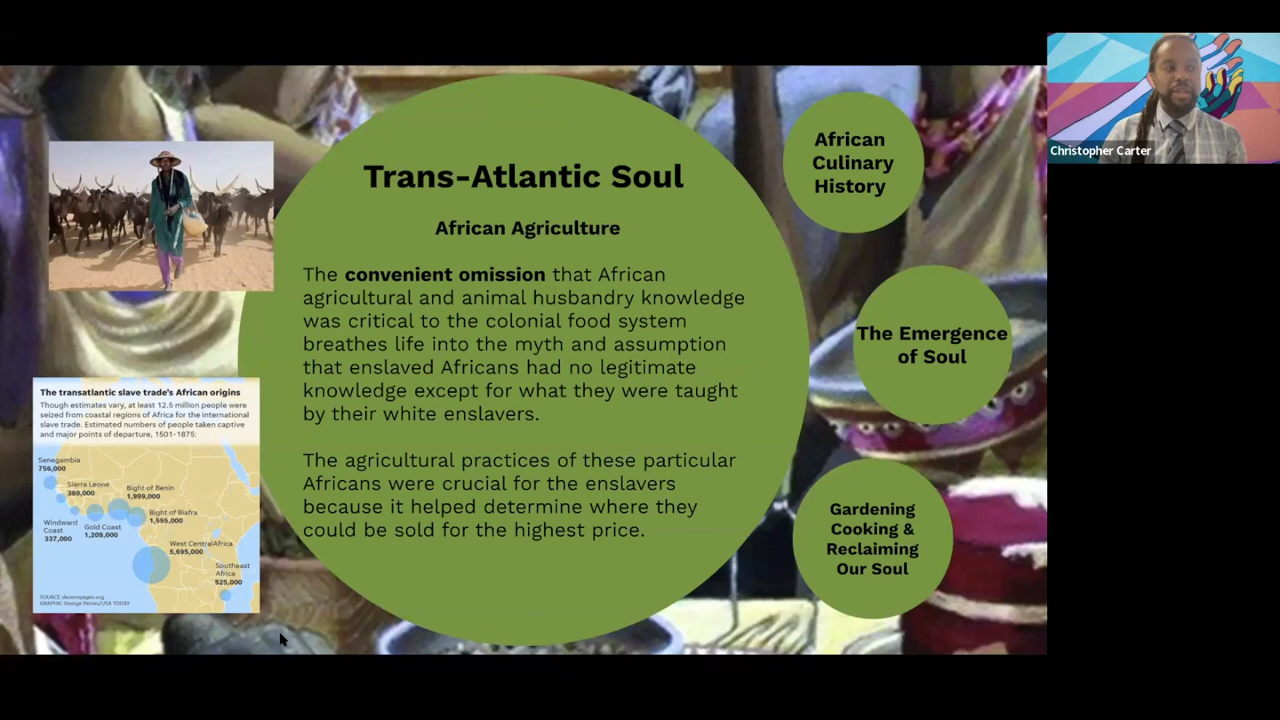 Trans-Atlantic Soul
African Agriculture
The convenient omission that African
agricultural and animal husbandry knowledge
was critical to the colonial food system
breathes life into the myth and assumption
that enslaved Africans had no legitimate
knowledge except for what they were taught
by their white enslavers.
The agricultural practices of these particular
Africans were crucial for the enslavers
because it helped determine where they
could be sold for the highest price.
African
Culinary
History
The Emergence
of Soul
Gardening
Cooking &
Reclaiming
Our Soul
The transatlantic slave trade's African origins
Though estimates vary, at least 12.5 million people were
seized from coastal regions of Africa for the international
slave trade. Estimated numbers of people taken captive
and major points of departure, 1501-1875:
Senegambia
756,000
Sierra Leone
389,000
Windward
Coast
337,000
Gold Coast
1,209,000
Bight of Benin
1,999,000
Bight of Biafra
1,595,000
West Central Africa
5,695,000
Southeast
Africa
525,000
SOURCE slavevoyages.org
GRAPHIC George Petras/USA TODAY
Christopher Carter